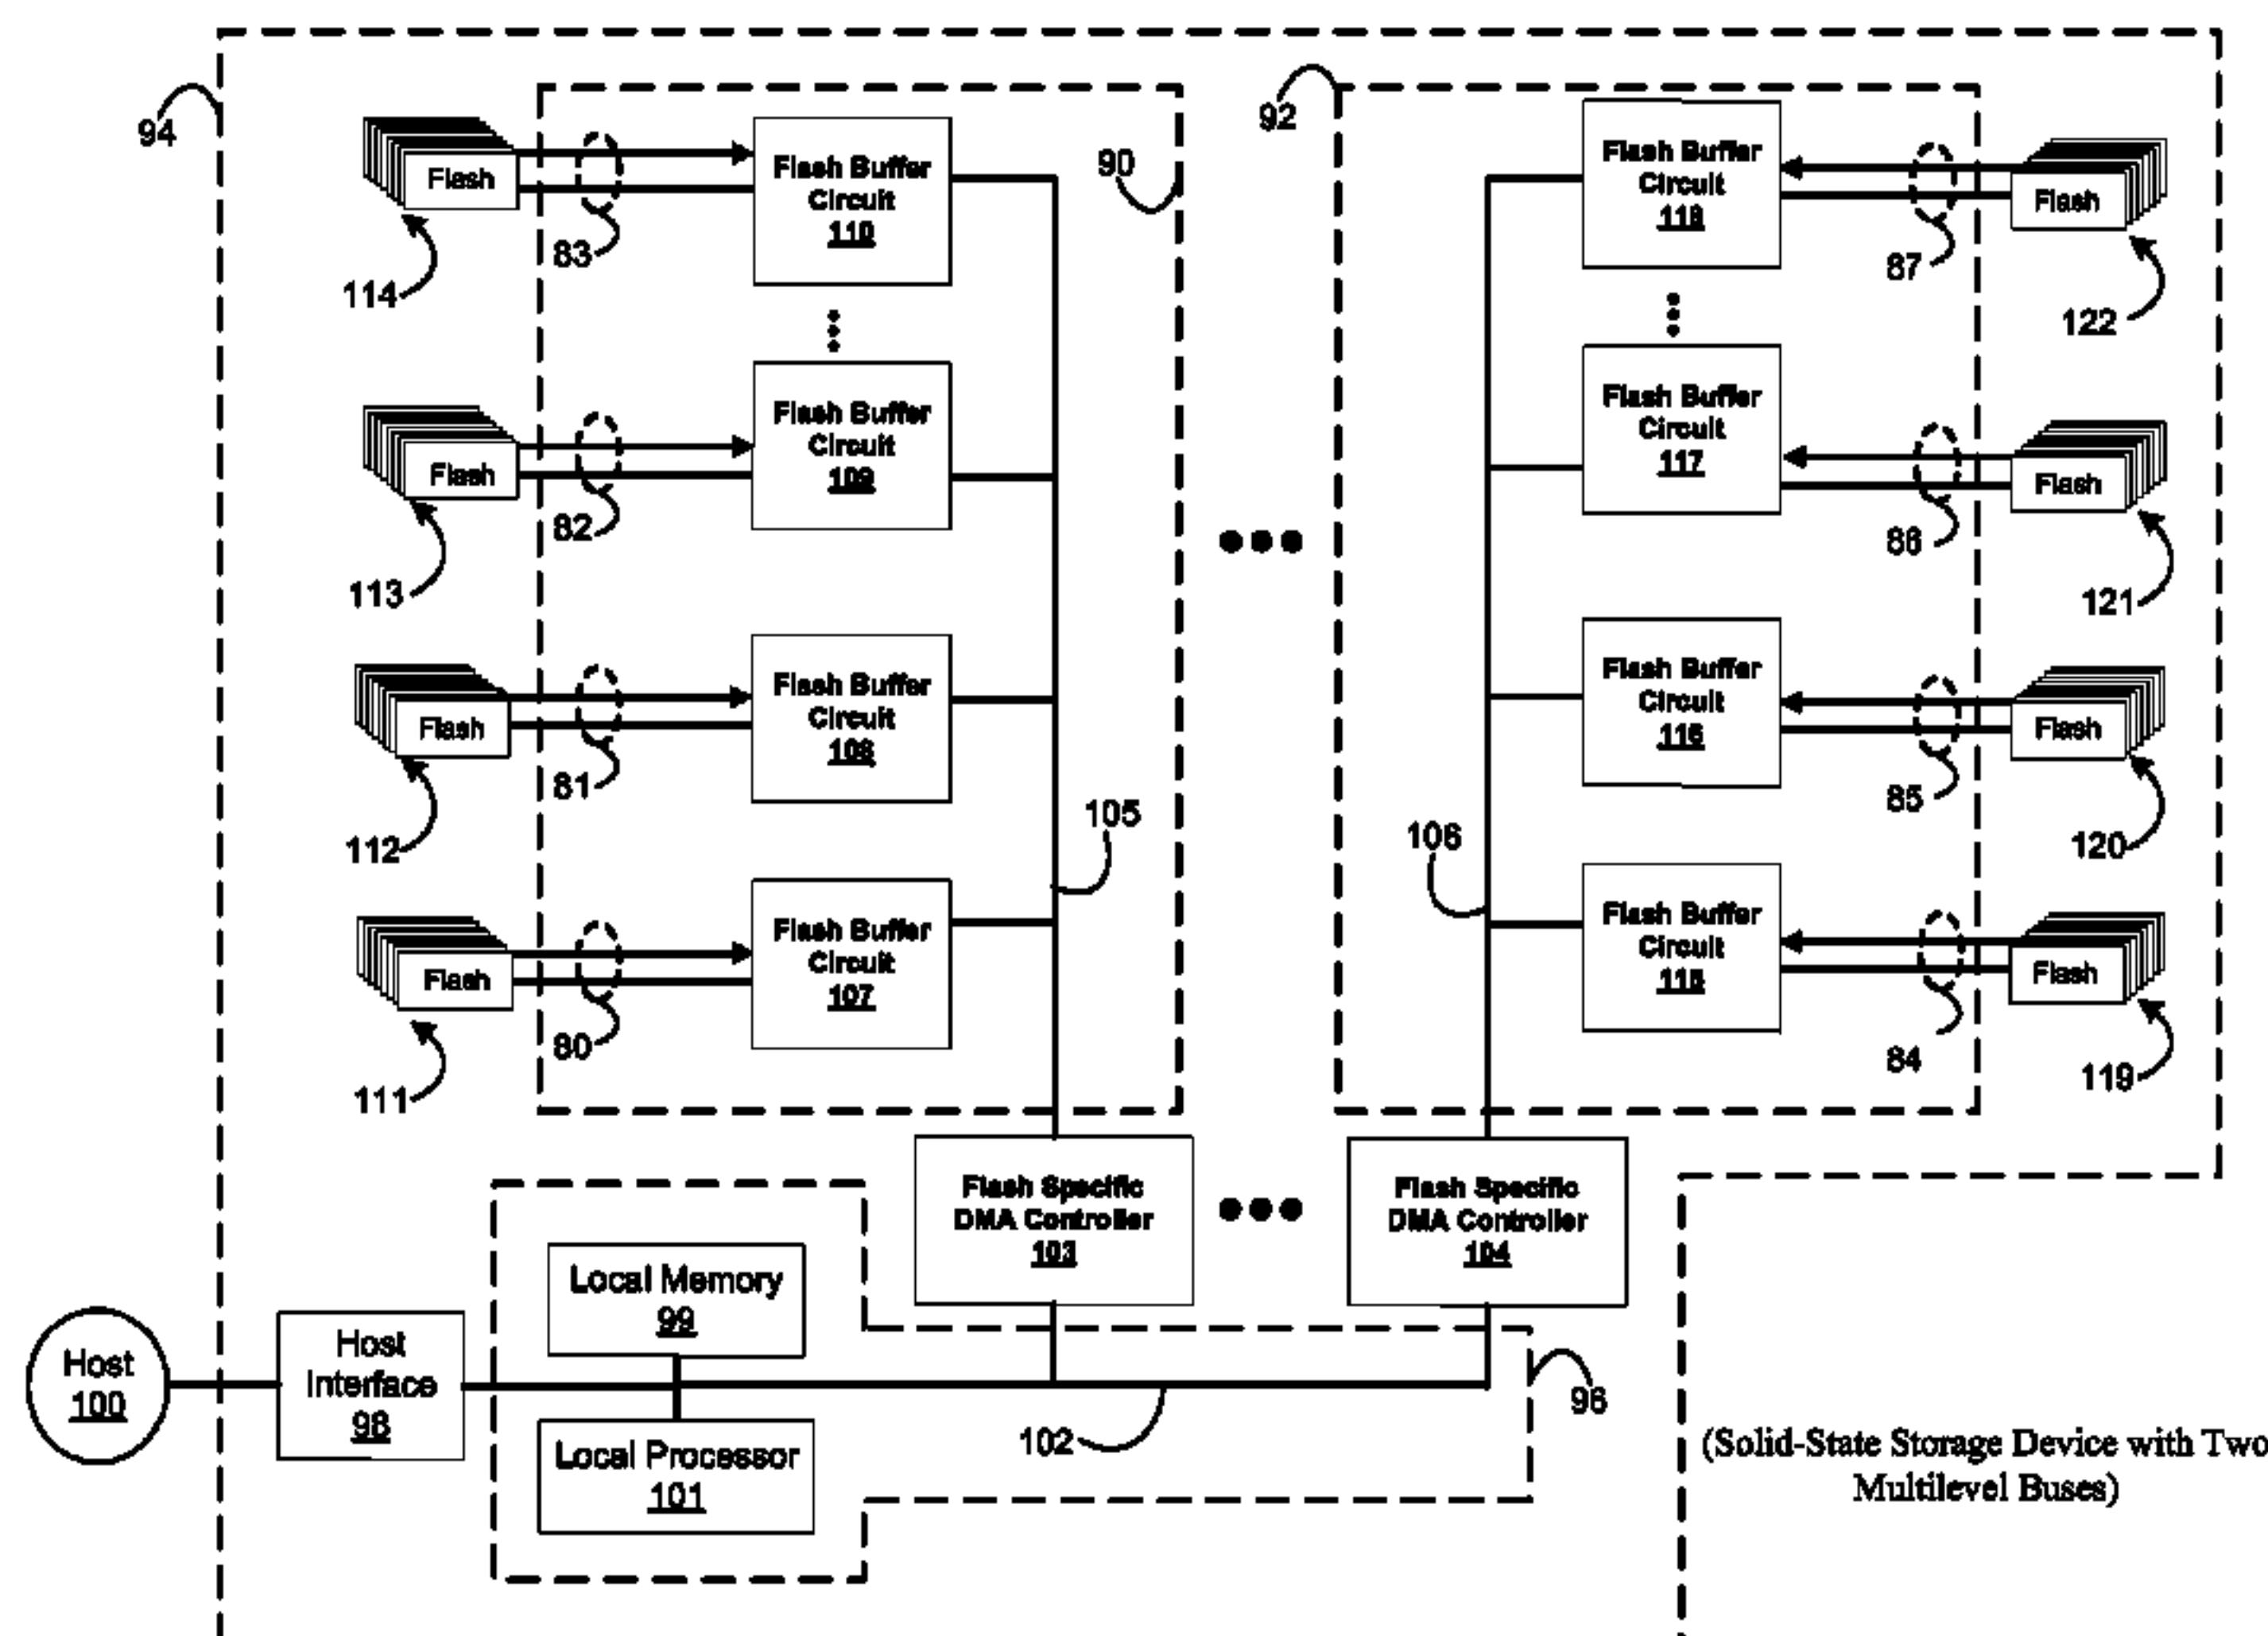 94
92
90
Flash
83
114
Flash Buffer
Circuit
110
Flash Buffer
Circuit
118
87
Flash
122
Flash
82
113
Flash Buffer
Circuit
109
Flash Buffer
Circuit
117
86
Flash
121
Flash
81
112
Flash Buffer
Circuit
108
105
106
Flash Buffer
Circuit
116
85
Flash
120
Flash
80
111
Flash Buffer
Circuit
107
Flash Buffer
Circuit
115
84
Flash
119
Flash Specific
DMA Controller
103
Flash Specific
DMA Controller
104
Host
100
Host
Interface
98
Local Memory
99
Local Processor
101
102
96
(Solid-State Storage Device with Two
Multilevel Buses)